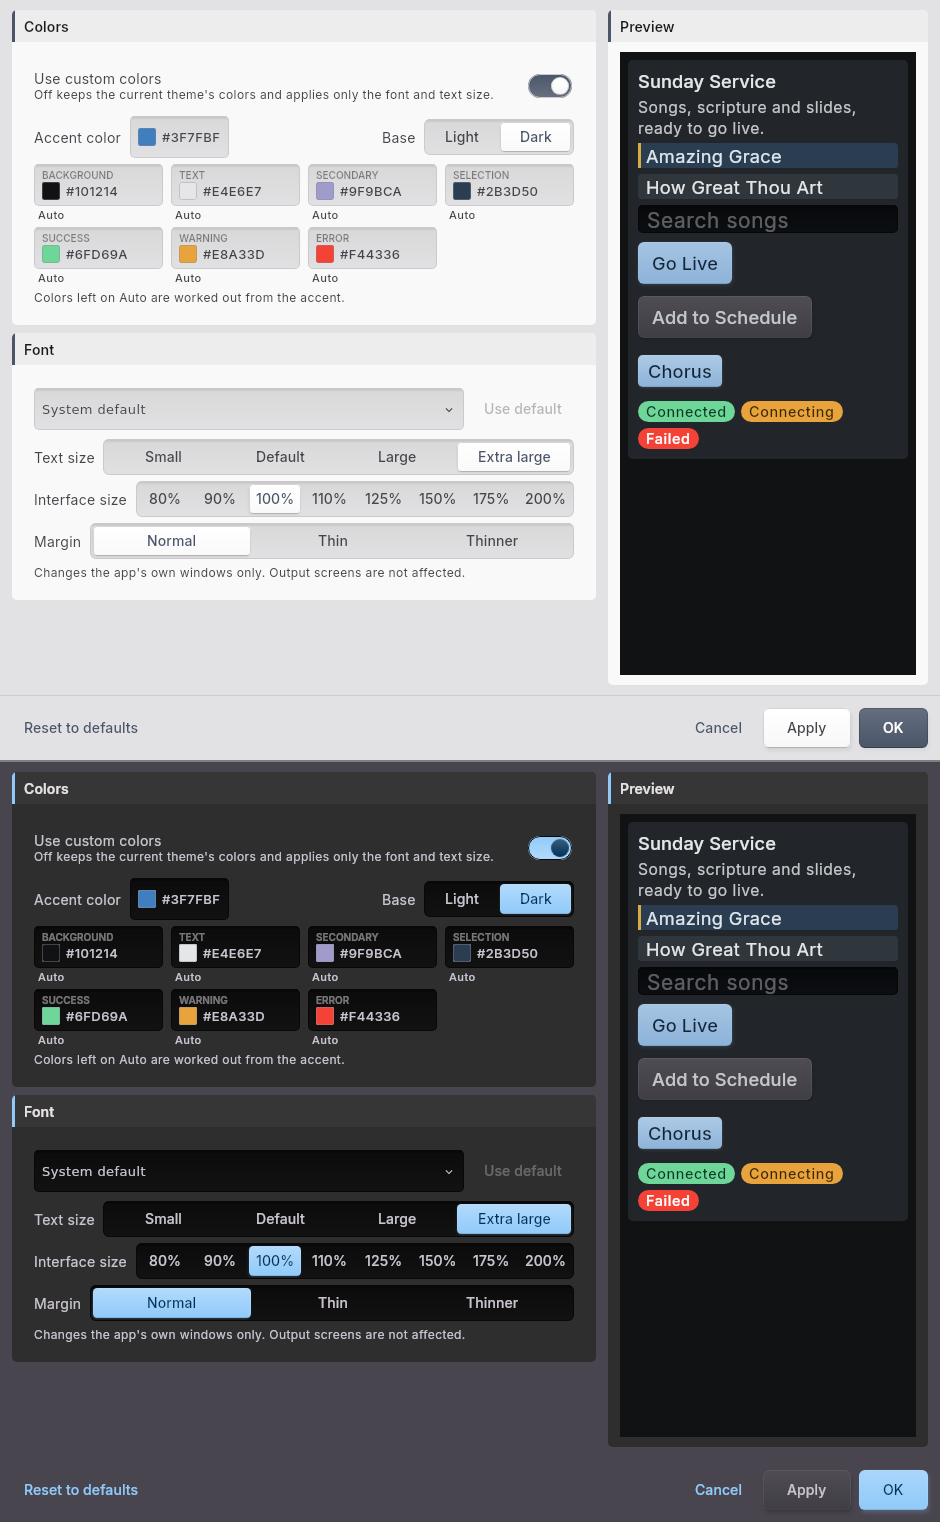 Colors
Use custom colors
Off keeps the current theme's colors and applies only the font and text size.
Accent color #3F7FBF Base Light Dark
BACKGROUND TEXT SECONDARY SELECTION
#101214 #E4E6E7 #9F9BCA #2B3D50
Auto Auto Auto Auto
SUCCESS WARNING ERROR
#6FD69A #E8A33D #F44336
Auto Auto Auto
Colors left on Auto are worked out from the accent.
Font
System default Use default
Text size Small Default Large Extra large
Interface size 80% 90% 100% 110% 125% 150% 175% 200%
Margin Normal Thin Thinner
Changes the app's own windows only. Output screens are not affected.
Preview
Sunday Service
Songs, scripture and slides,
ready to go live.
Amazing Grace
How Great Thou Art
Search songs
Go Live
Add to Schedule
Chorus
Connected Connecting
Failed
Reset to defaults Cancel Apply OK
Colors
Use custom colors
Off keeps the current theme's colors and applies only the font and text size.
Accent color #3F7FBF Base Light Dark
BACKGROUND TEXT SECONDARY SELECTION
#101214 #E4E6E7 #9F9BCA #2B3D50
Auto Auto Auto Auto
SUCCESS WARNING ERROR
#6FD69A #E8A33D #F44336
Auto Auto Auto
Colors left on Auto are worked out from the accent.
Font
System default Use default
Text size Small Default Large Extra large
Interface size 80% 90% 100% 110% 125% 150% 175% 200%
Margin Normal Thin Thinner
Changes the app's own windows only. Output screens are not affected.
Preview
Sunday Service
Songs, scripture and slides,
ready to go live.
Amazing Grace
How Great Thou Art
Search songs
Go Live
Add to Schedule
Chorus
Connected Connecting
Failed
Reset to defaults Cancel Apply OK